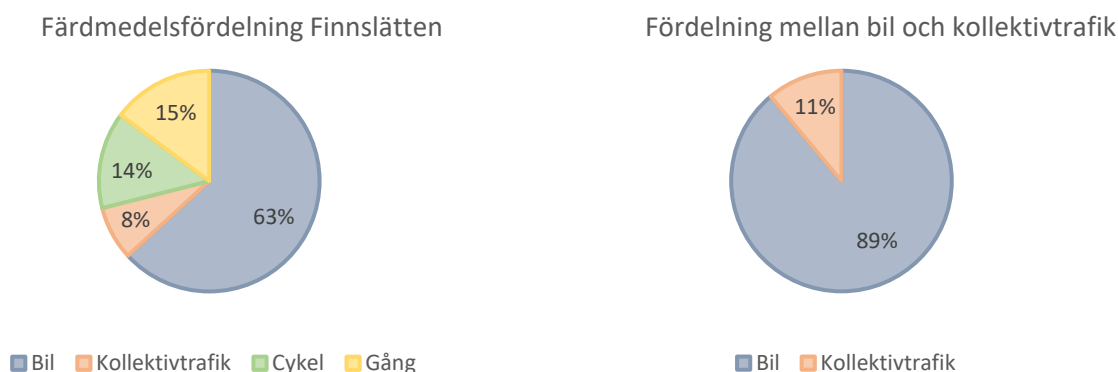 Färdmedelsfördelning Finnslätten
15%
14%
8%
63%
Bil Kollektivtrafik Cykel Gång
Fördelning mellan bil och kollektivtrafik
11%
89%
Bil Kollektivtrafik